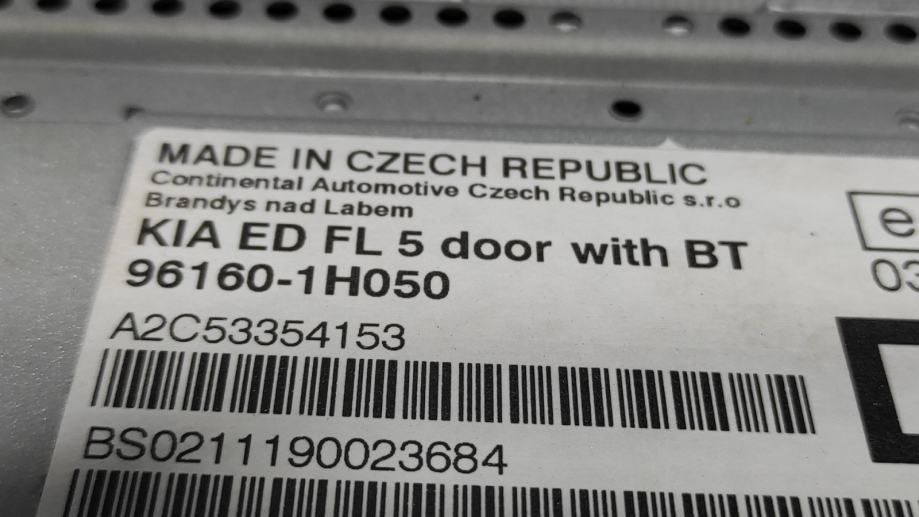 MADE IN CZECH REPUBLIC
Continental Automotive Czech Republic s.r.o
Brandys nad Labem
KIA ED FL 5 door with BT
96160-1H050
A2C53354153
BS0211190023684
e
03